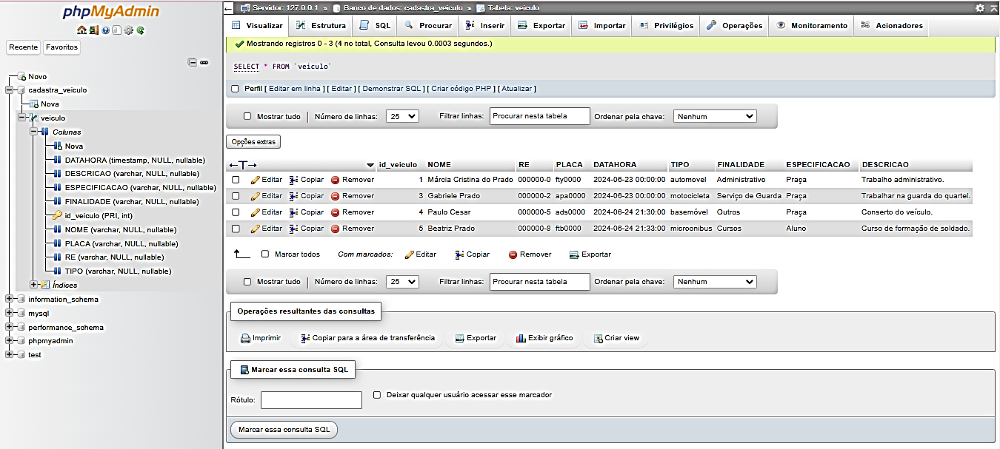 phpMyAdmin
Recente Favoritos
Novo
cadastra_veiculo
Nova
veiculo
Colunas
Nova
DATAHORA (timestamp, NULL, nullable)
DESCRICAO (varchar, NULL, nullable)
ESPECIFICACAO (varchar, NULL, nullable)
FINALIDADE (varchar, NULL, nullable)
id_veiculo (PRI, int)
NOME (varchar, NULL, nullable)
PLACA (varchar, NULL, nullable)
RE (varchar, NULL, nullable)
TIPO (varchar, NULL, nullable)
Índices
information_schema
mysql
performance_schema
phpmyadmin
test
Servidor: 127.0.0.1 » Banco de dados: cadastra_veiculo » Tabela: veiculo
Visualizar Estrutura SQL Procurar Inserir Exportar Importar Privilégios Operações Monitoramento Acionadores
Mostrando registros 0 - 3 (4 no total, Consulta levou 0.0003 segundos.)
SELECT * FROM `veiculo`
Perfil [ Editar em linha ] [ Editar ] [ Demonstrar SQL ] [ Criar código PHP ] [ Atualizar ]
Mostrar tudo Número de linhas: 25 Filtrar linhas: Procurar nesta tabela Ordenar pela chave: Nenhum
Opções extras
←T→ id_veiculo NOME RE PLACA DATAHORA TIPO FINALIDADE ESPECIFICACAO DESCRICAO
Editar Copiar Remover 1 Márcia Cristina do Prado 000000-0 fty0000 2024-06-23 00:00:00 automovel Administrativo Praça Trabalho administrativo.
Editar Copiar Remover 3 Gabriele Prado 000000-2 apa0000 2024-06-23 00:00:00 motocicleta Serviço de Guarda Praça Trabalhar na guarda do quartel.
Editar Copiar Remover 4 Paulo Cesar 000000-5 ads0000 2024-06-24 21:30:00 basemóvel Outros Praça Conserto do veículo.
Editar Copiar Remover 5 Beatriz Prado 000000-8 ftb0000 2024-06-24 21:33:00 microonibus Cursos Aluno Curso de formação de soldado.
Marcar todos Com marcados: Editar Copiar Remover Exportar
Mostrar tudo Número de linhas: 25 Filtrar linhas: Procurar nesta tabela Ordenar pela chave: Nenhum
Operações resultantes das consultas
Imprimir Copiar para a área de transferência Exportar Exibir gráfico Criar view
Marcar essa consulta SQL
Rótulo: Deixar qualquer usuário acessar esse marcador
Marcar essa consulta SQL